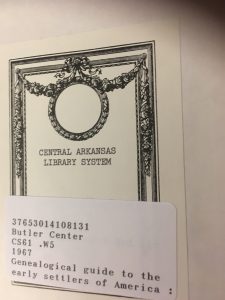 CENTRAL ARKANSAS
LIBRARY SYSTEM
37653014108131
Butler Center
CS61 .W5
1967
Genealogical guide to the
early settlers of America :